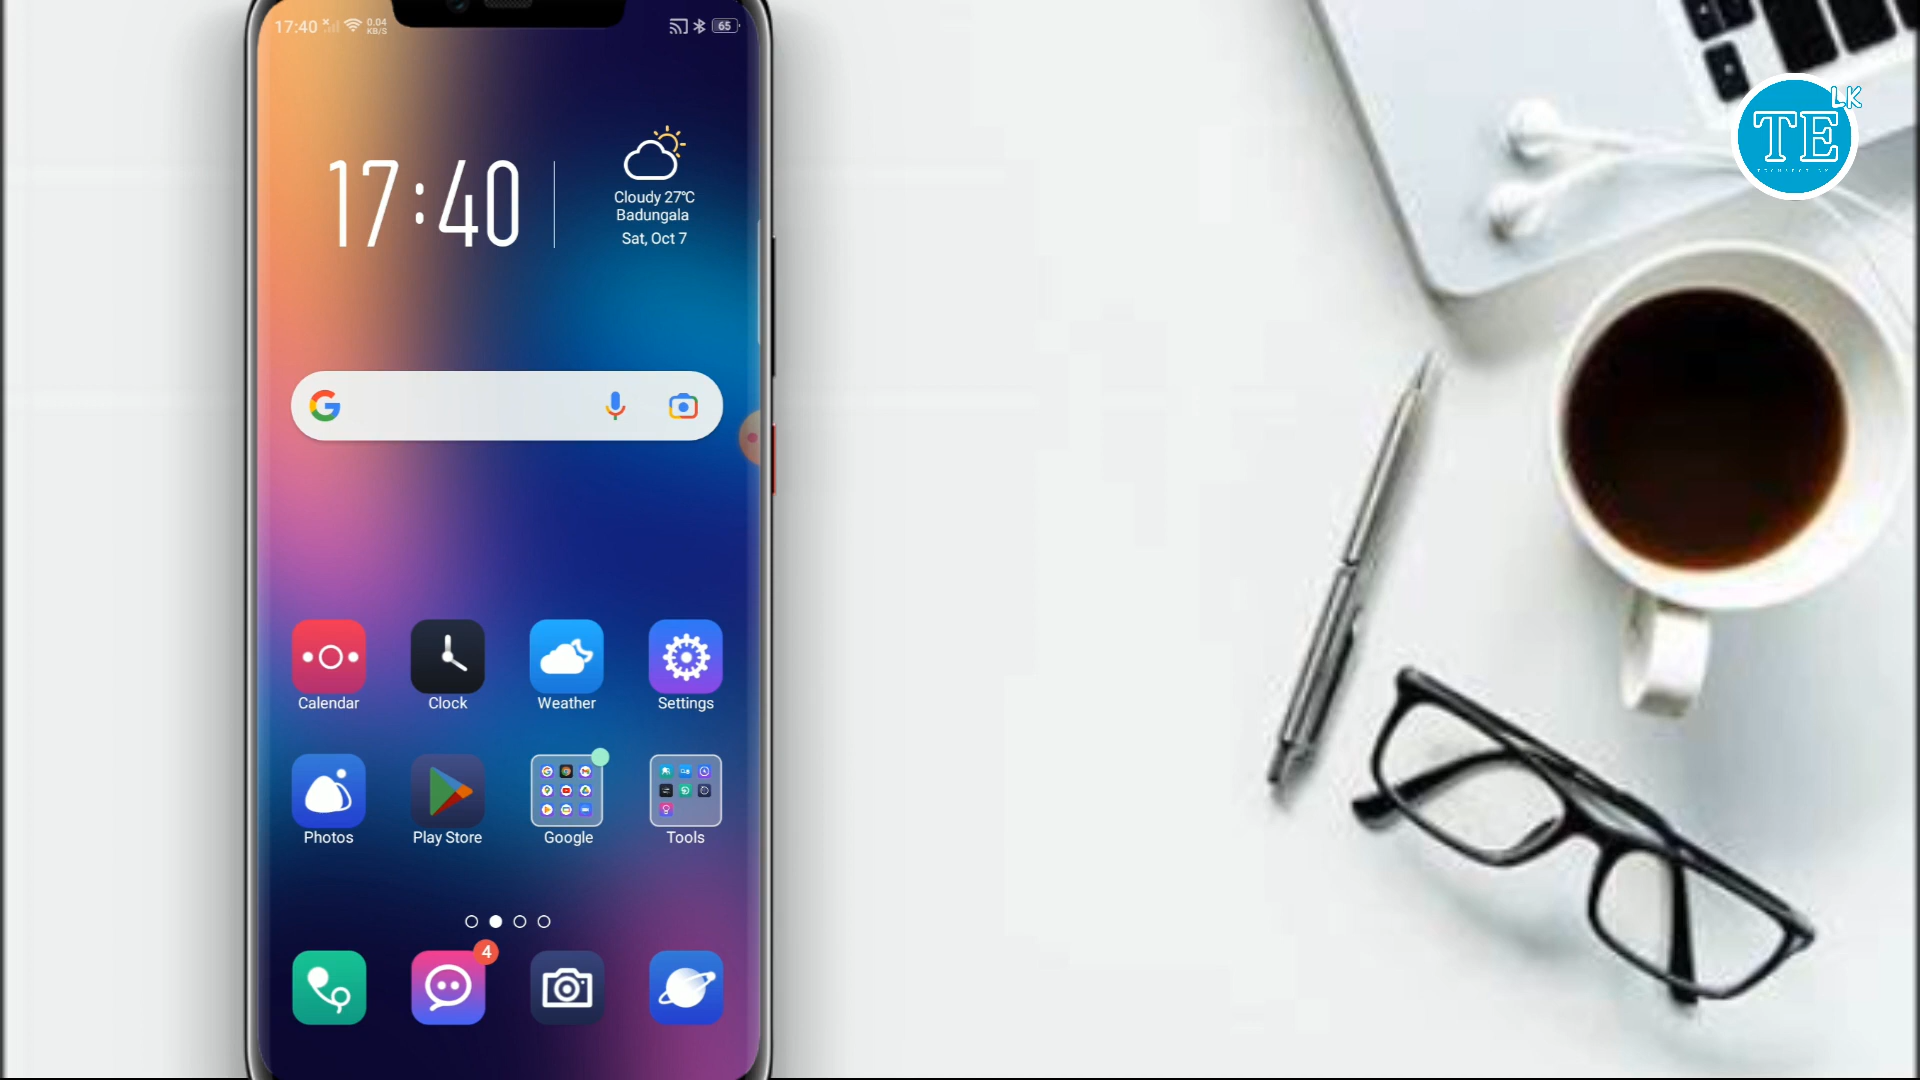 17:40
0.04
KB/S
65
LK
TE
17:40
Cloudy 27°C
Badungala
Sat, Oct 7
Calendar
Clock
Weather
Settings
Photos
Play Store
Google
Tools
4